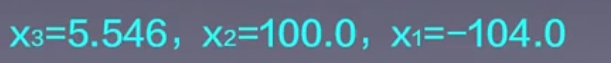 x₃=5.546, x₂=100.0, x₁=−104.0